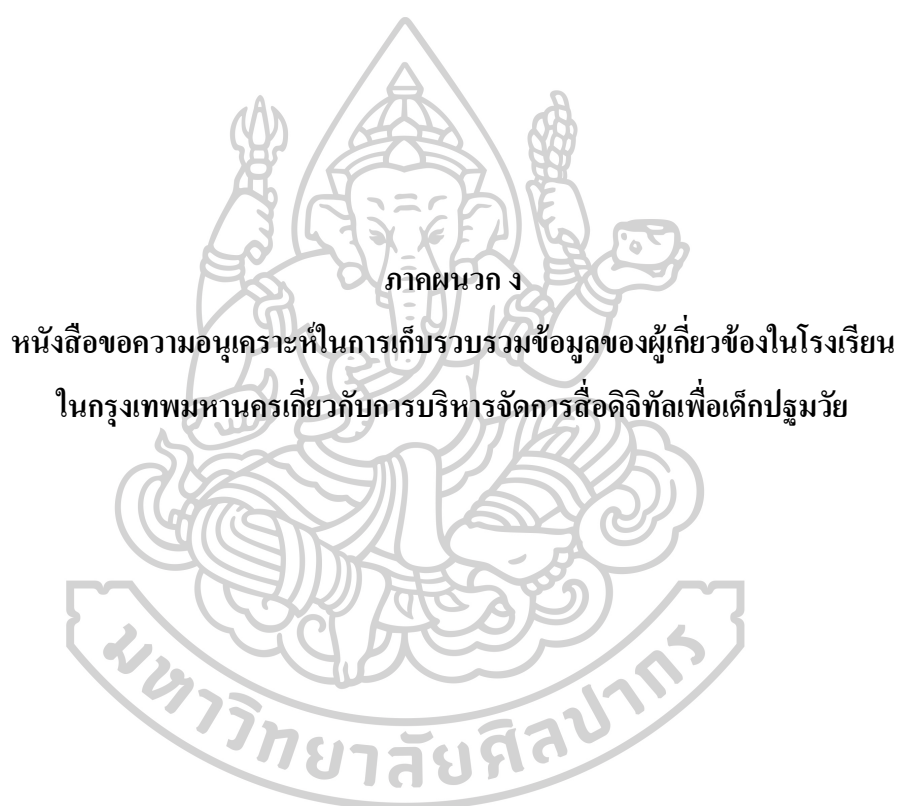 ภาคผนวก ง
หนังสือขอความอนุเคราะห์ในการเก็บรวบรวมข้อมูลของผู้เกี่ยวข้องในโรงเรียน
ในกรุงเทพมหานครเกี่ยวกับการบริหารจัดการสื่อดิจิทัลเพื่อเด็กปฐมวัย
มหาวิทยาลัยศิลปากร